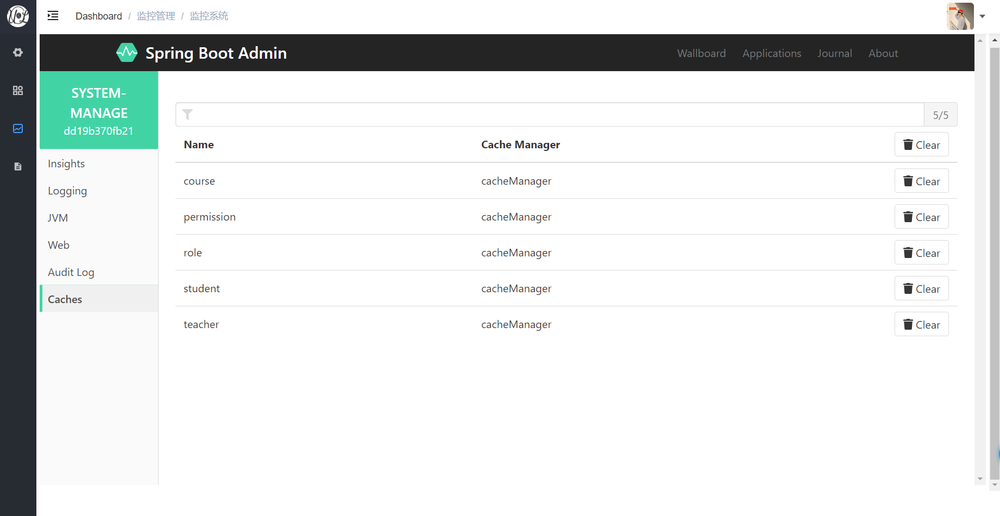 Dashboard / 监控管理 / 监控系统
Spring Boot Admin
Wallboard Applications Journal About
SYSTEM-
MANAGE
dd19b370fb21
Insights
Logging
JVM
Web
Audit Log
Caches
5/5
Name Cache Manager Clear
course cacheManager Clear
permission cacheManager Clear
role cacheManager Clear
student cacheManager Clear
teacher cacheManager Clear